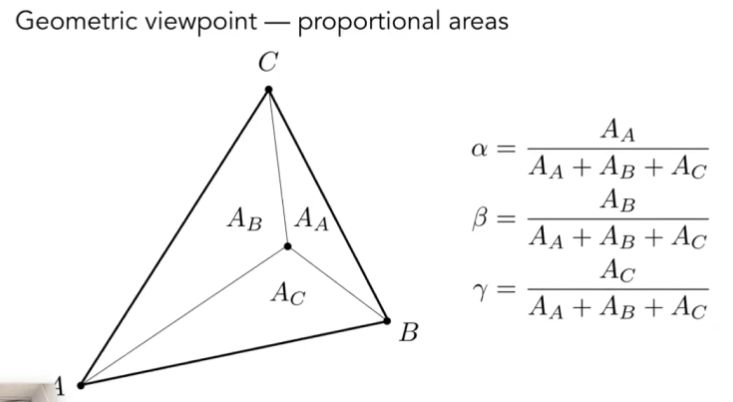 Geometric viewpoint — proportional areas
C
α = A_A / (A_A + A_B + A_C)
A_B A_A
β = A_B / (A_A + A_B + A_C)
A_C
γ = A_C / (A_A + A_B + A_C)
B